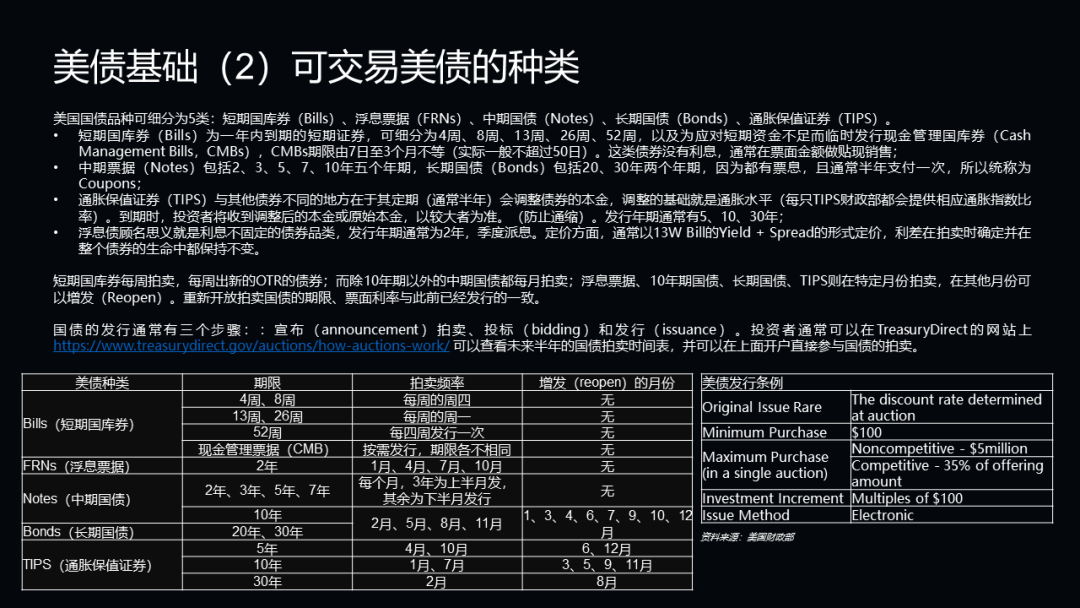 美债基础（2）可交易美债的种类
美国国债品种可细分为5类：短期国库券（Bills）、浮息票据（FRNs）、中期国债（Notes）、长期国债（Bonds）、通胀保值证券（TIPS）。
• 短期国库券（Bills）为一年内到期的短期证券，可细分为4周、8周、13周、26周、52周，以及为应对短期资金不足而临时发行现金管理国库券（Cash
Management Bills，CMBs），CMBs期限由7日至3个月不等（实际一般不超过50日）。这类债券没有利息，通常在票面金额做贴现销售；
• 中期票据（Notes）包括2、3、5、7、10年五个年期，长期国债（Bonds）包括20、30年两个年期，因为都有票息，且通常半年支付一次，所以统称为
Coupons；
• 通胀保值证券（TIPS）与其他债券不同的地方在于其定期（通常半年）会调整债券的本金，调整的基础就是通胀水平（每只TIPS财政部都会提供相应通胀指数比
率）。到期时，投资者将收到调整后的本金或原始本金，以较大者为准。（防止通缩）。发行年期通常有5、10、30年；
• 浮息债顾名思义就是利息不固定的债券品类，发行年期通常为2年，季度派息。定价方面，通常以13W Bill的Yield + Spread的形式定价，利差在拍卖时确定并在
整个债券的生命中都保持不变。
短期国库券每周拍卖，每周出新的OTR的债券；而除10年期以外的中期国债都每月拍卖；浮息票据、10年期国债、长期国债、TIPS则在特定月份拍卖，在其他月份可
以增发（Reopen）。重新开放拍卖国债的期限、票面利率与此前已经发行的一致。
国债的发行通常有三个步骤：：宣布（announcement）拍卖、投标（bidding）和发行（issuance）。投资者通常可以在TreasuryDirect的网站上
https://www.treasurydirect.gov/auctions/how-auctions-work/ 可以查看未来半年的国债拍卖时间表，并可以在上面开户直接参与国债的拍卖。
美债种类 期限 拍卖频率 增发（reopen）的月份
Bills（短期国库券） 4周、8周 每周的周四 无
13周、26周 每周的周一 无
52周 每四周发行一次 无
现金管理票据（CMB） 按需发行，期限各不相同 无
FRNs（浮息票据） 2年 1月、4月、7月、10月 无
Notes（中期国债） 2年、3年、5年、7年 每个月，3年为上半月发，
其余为下半月发行 无
10年 2月、5月、8月、11月 1、3、4、6、7、9、10、12
月
Bonds（长期国债） 20年、30年
TIPS（通胀保值证券） 5年 4月、10月 6、12月
10年 1月、7月 3、5、9、11月
30年 2月 8月
美债发行条例
Original Issue Rare The discount rate determined
at auction
Minimum Purchase $100
Maximum Purchase
(in a single auction) Noncompetitive - $5million
Competitive - 35% of offering
amount
Investment Increment Multiples of $100
Issue Method Electronic
资料来源：美国财政部